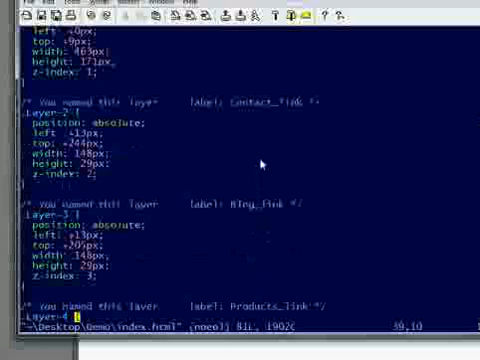 left: +0px;
top: +9px;
width: 463px;
height: 171px;
z-index: 1;
}
/* You named this layer label: Contact_link */
.Layer-2 {
position: absolute;
left: +13px;
top: +244px;
width: 148px;
height: 29px;
z-index: 2;
}
/* You named this layer label: Blog_link */
.Layer-3 {
position: absolute;
left: +13px;
top: +205px;
width: 148px;
height: 29px;
z-index: 3;
}
/* You named this layer label: Products_link */
.Layer-4 {
"~\Desktop\Demo\index.html" [noeol] 81L, 1902C 39,10